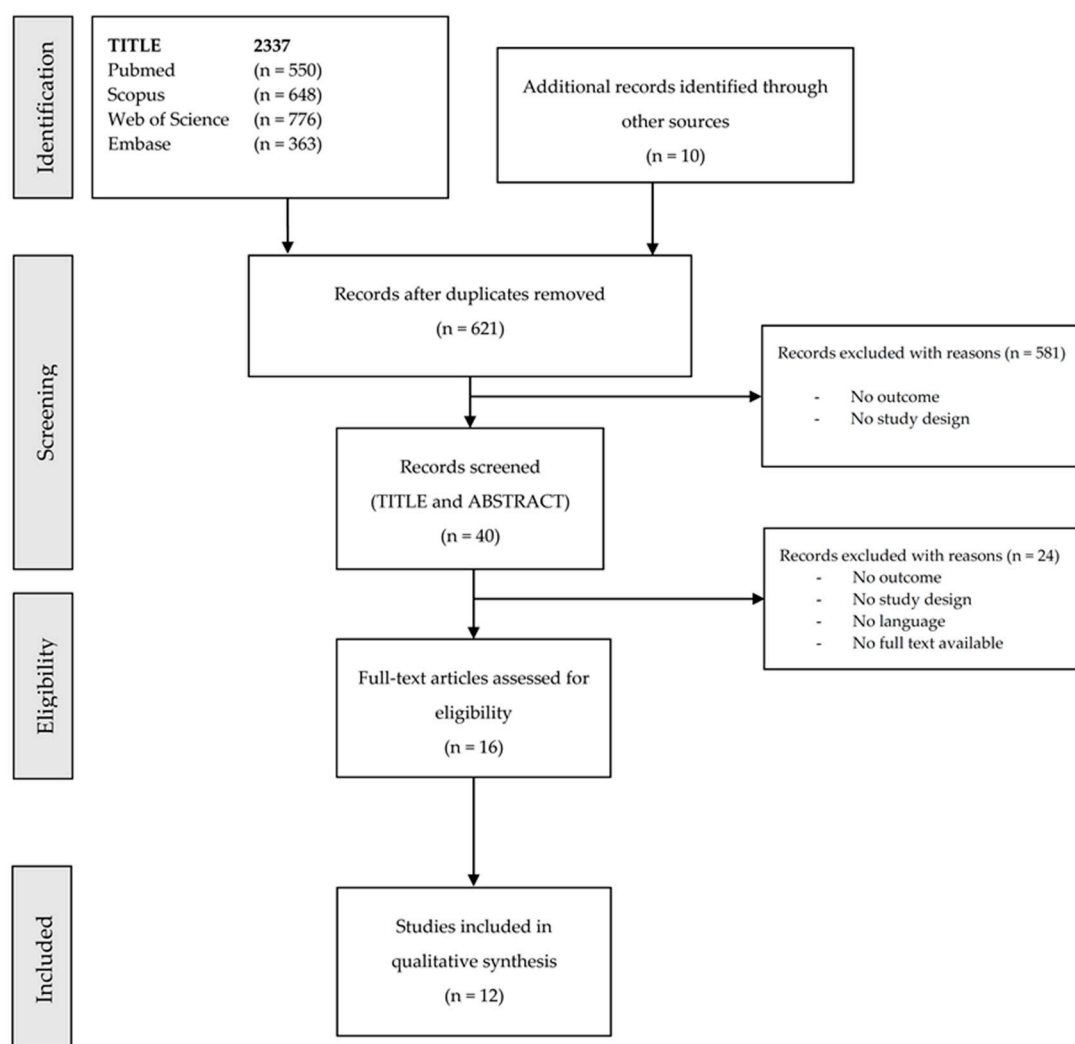 Identification
TITLE 2337
Pubmed (n = 550)
Scopus (n = 648)
Web of Science (n = 776)
Embase (n = 363)
Additional records identified through
other sources
(n = 10)
Screening
Records after duplicates removed
(n = 621)
Records excluded with reasons (n = 581)
- No outcome
- No study design
Records screened
(TITLE and ABSTRACT)
(n = 40)
Records excluded with reasons (n = 24)
- No outcome
- No study design
- No language
- No full text available
Eligibility
Full-text articles assessed for
eligibility
(n = 16)
Included
Studies included in
qualitative synthesis
(n = 12)